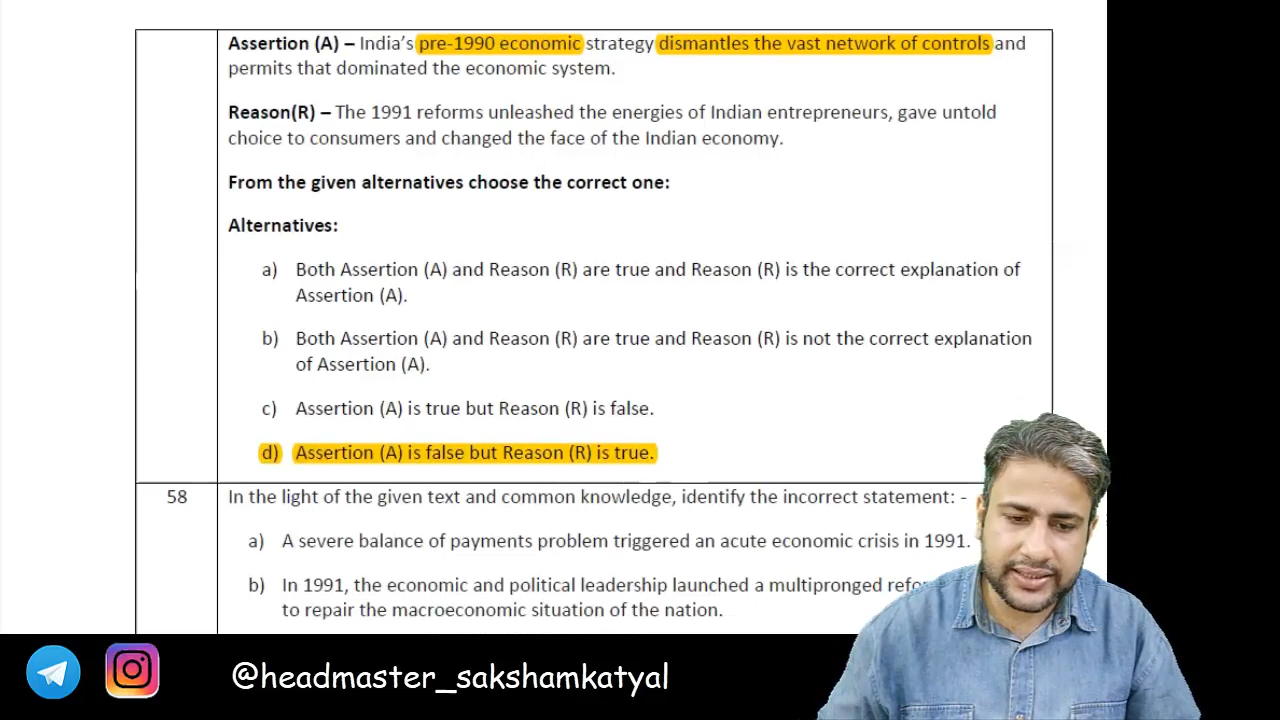 Assertion (A) – India's pre-1990 economic strategy dismantles the vast network of controls and
permits that dominated the economic system.
Reason(R) – The 1991 reforms unleashed the energies of Indian entrepreneurs, gave untold
choice to consumers and changed the face of the Indian economy.
From the given alternatives choose the correct one:
Alternatives:
a) Both Assertion (A) and Reason (R) are true and Reason (R) is the correct explanation of
Assertion (A).
b) Both Assertion (A) and Reason (R) are true and Reason (R) is not the correct explanation
of Assertion (A).
c) Assertion (A) is true but Reason (R) is false.
d) Assertion (A) is false but Reason (R) is true.
58 In the light of the given text and common knowledge, identify the incorrect statement: -
a) A severe balance of payments problem triggered an acute economic crisis in 1991.
b) In 1991, the economic and political leadership launched a multipronged
to repair the macroeconomic situation of the nation.
@headmaster_sakshamkatyal